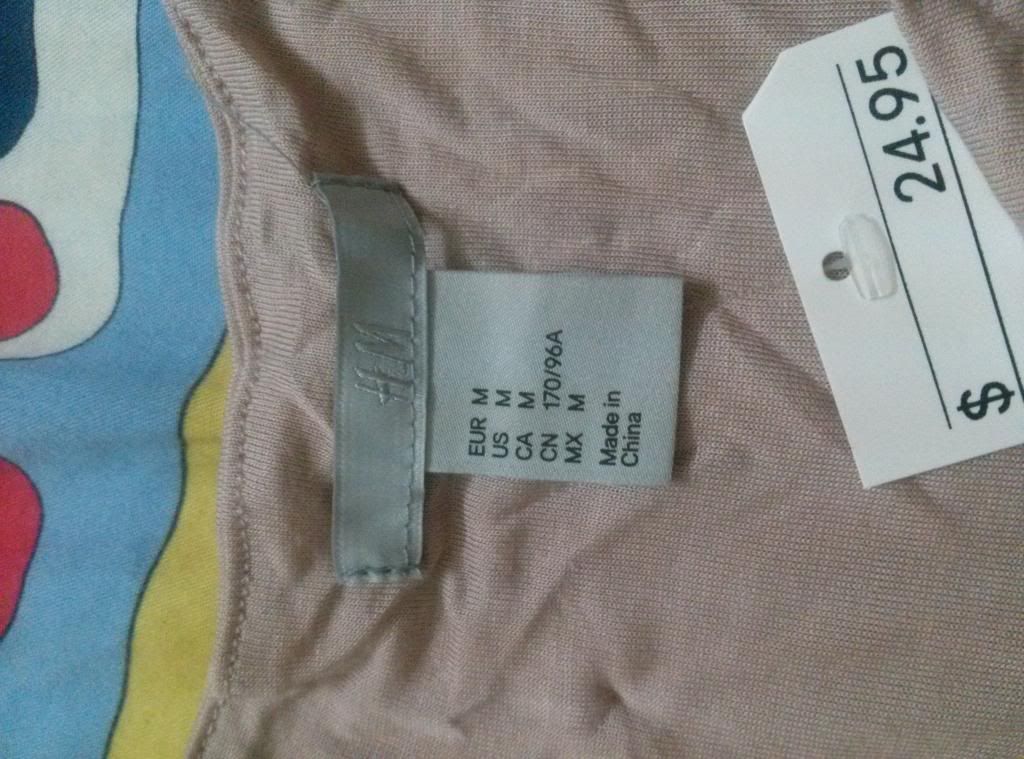 H&M
EUR M
US M
CA M
CN 170/96A
MX M
Made in
China
$ 24.95